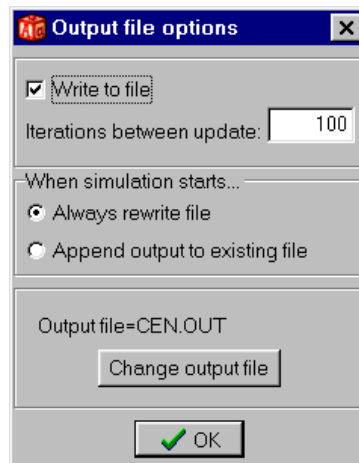 Output file options
Write to file
Iterations between update: 100
When simulation starts...
Always rewrite file
Append output to existing file
Output file=CEN.OUT
Change output file
OK